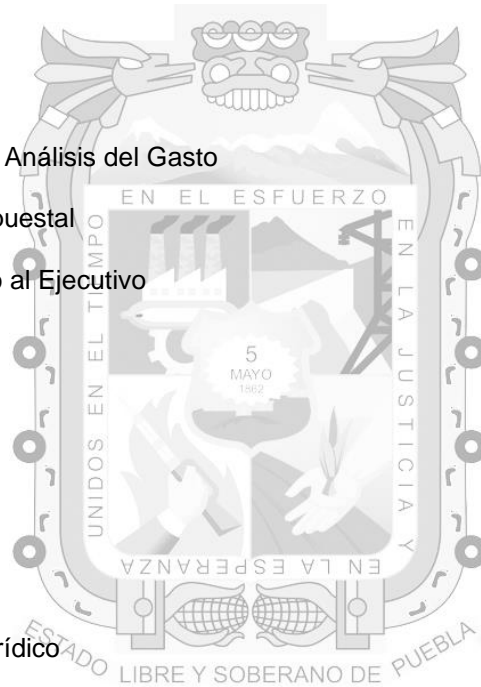 Análisis del Gasto
EN EL ESFUERZO
puestal
EN LA JUSTICIA Y
o al Ejecutivo
UNIDOS EN EL TIEMPO
5
MAYO
1862
EN LA ESPERANZA
rídico
ESTADO LIBRE Y SOBERANO DE PUEBLA